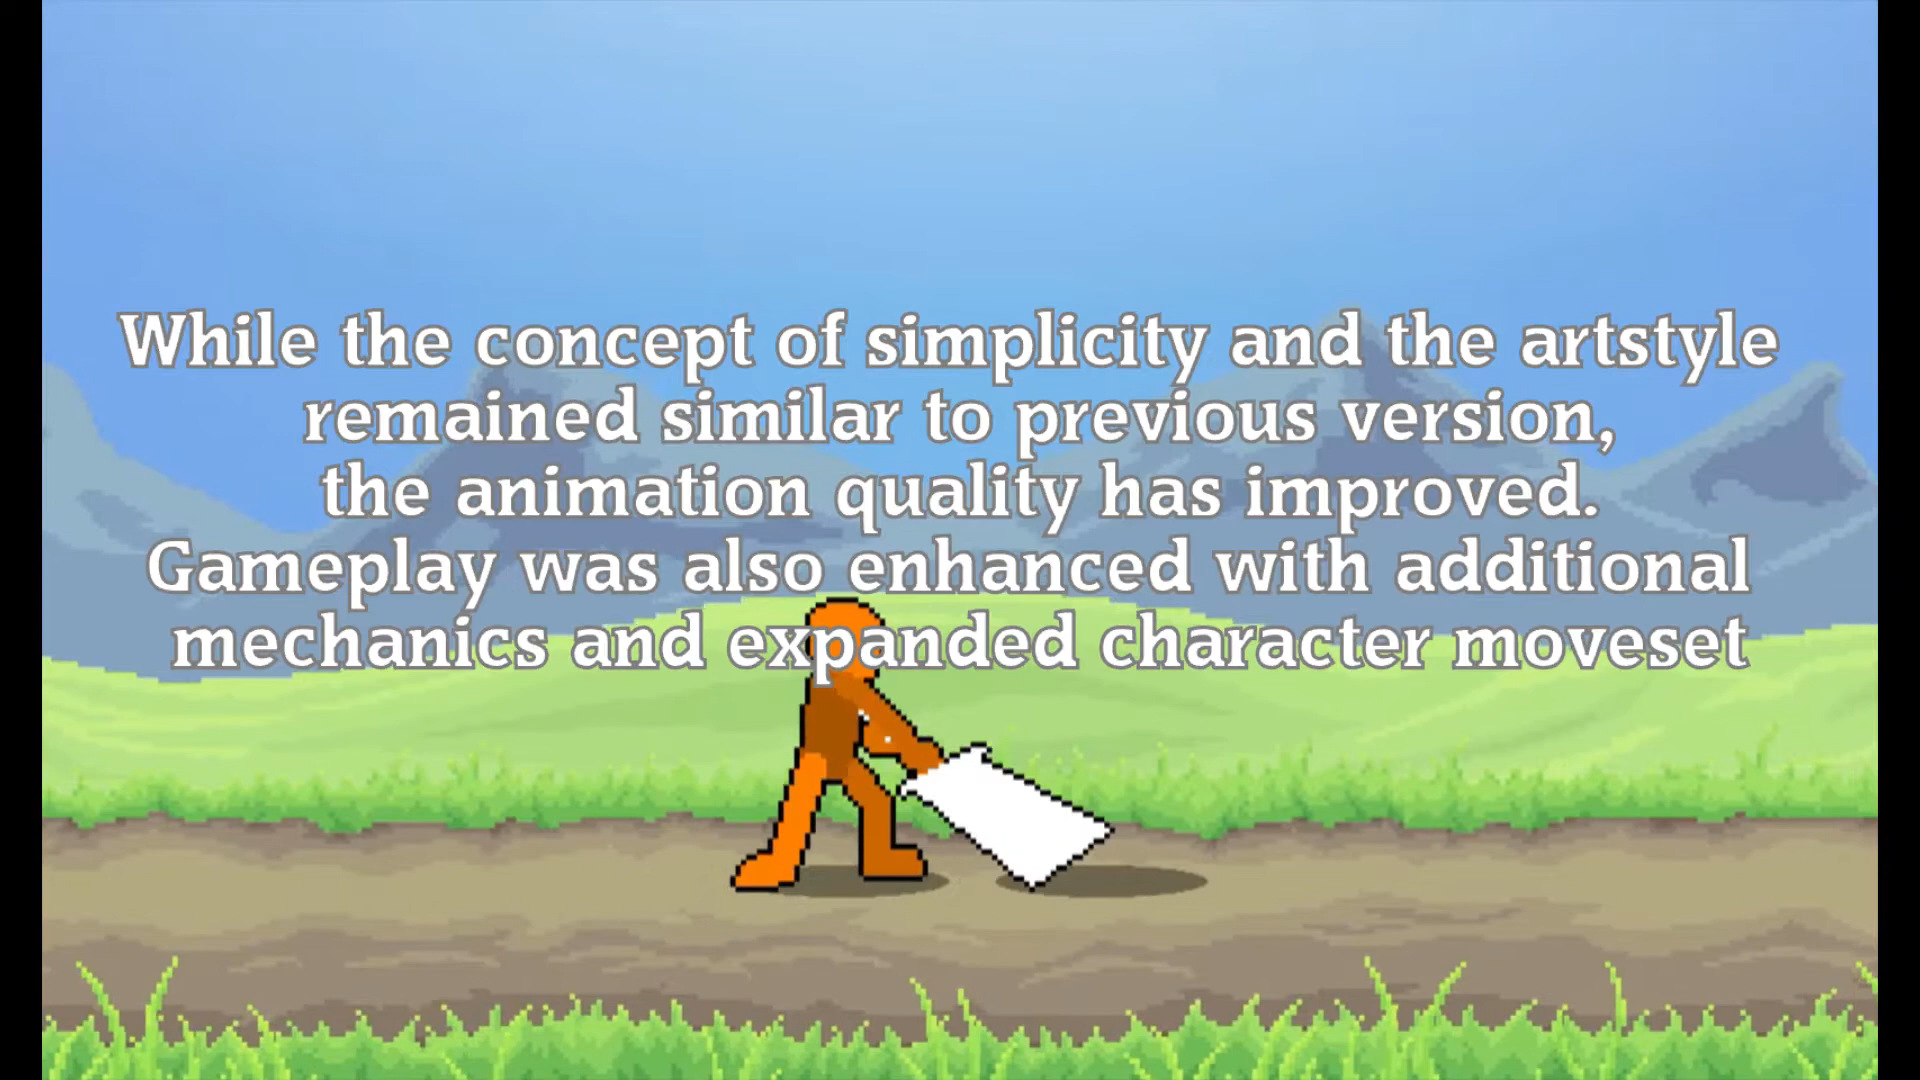 While the concept of simplicity and the artstyle
remained similar to previous version,
the animation quality has improved.
Gameplay was also enhanced with additional
mechanics and expanded character moveset